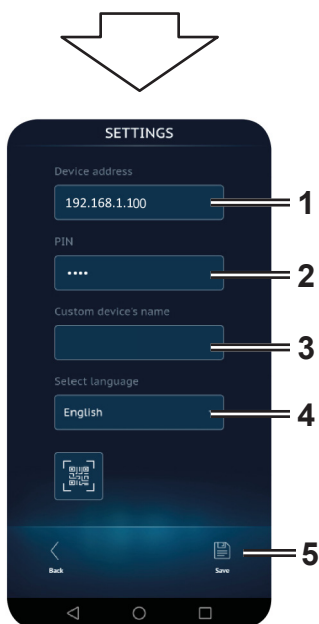 SETTINGS
Device address
192.168.1.100
1
PIN
••••
2
Custom device's name
3
Select language
English
4
Back
Save
5